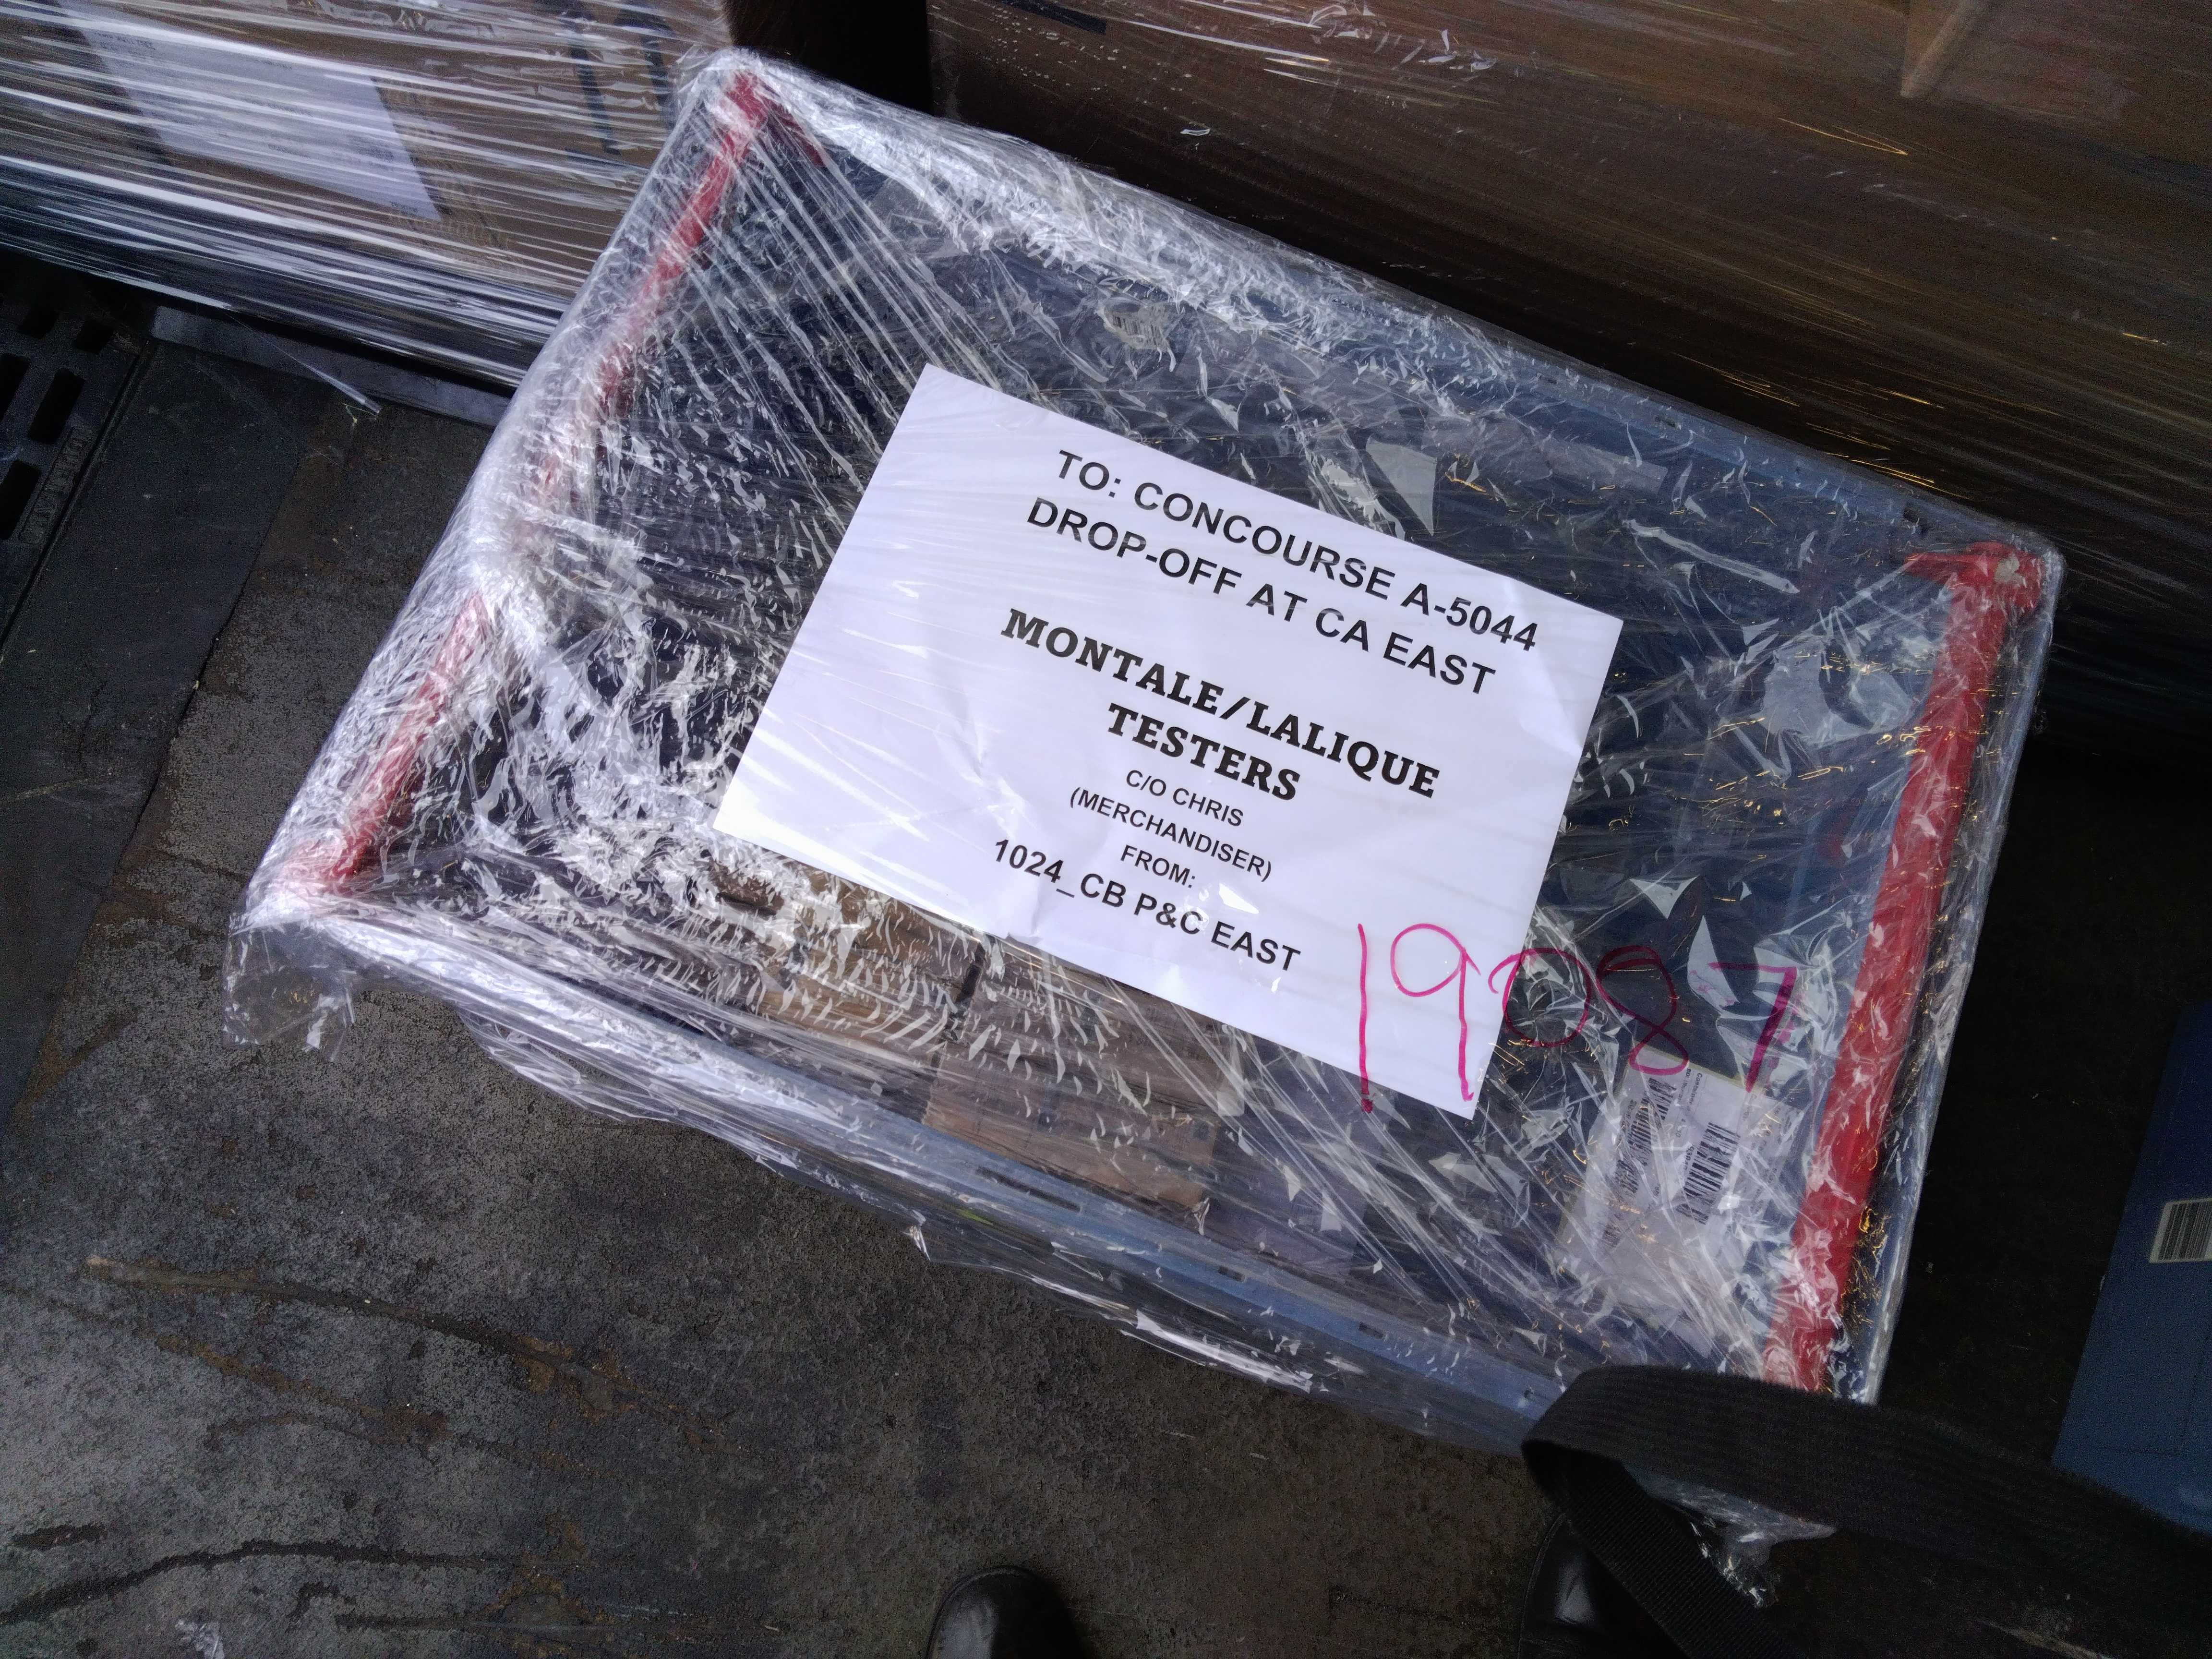 TO: CONCOURSE A-5044
DROP-OFF AT CA EAST
MONTALE/LALIQUE
TESTERS
C/O CHRIS
(MERCHANDISER)
FROM:
1024_CB P&C EAST
19087